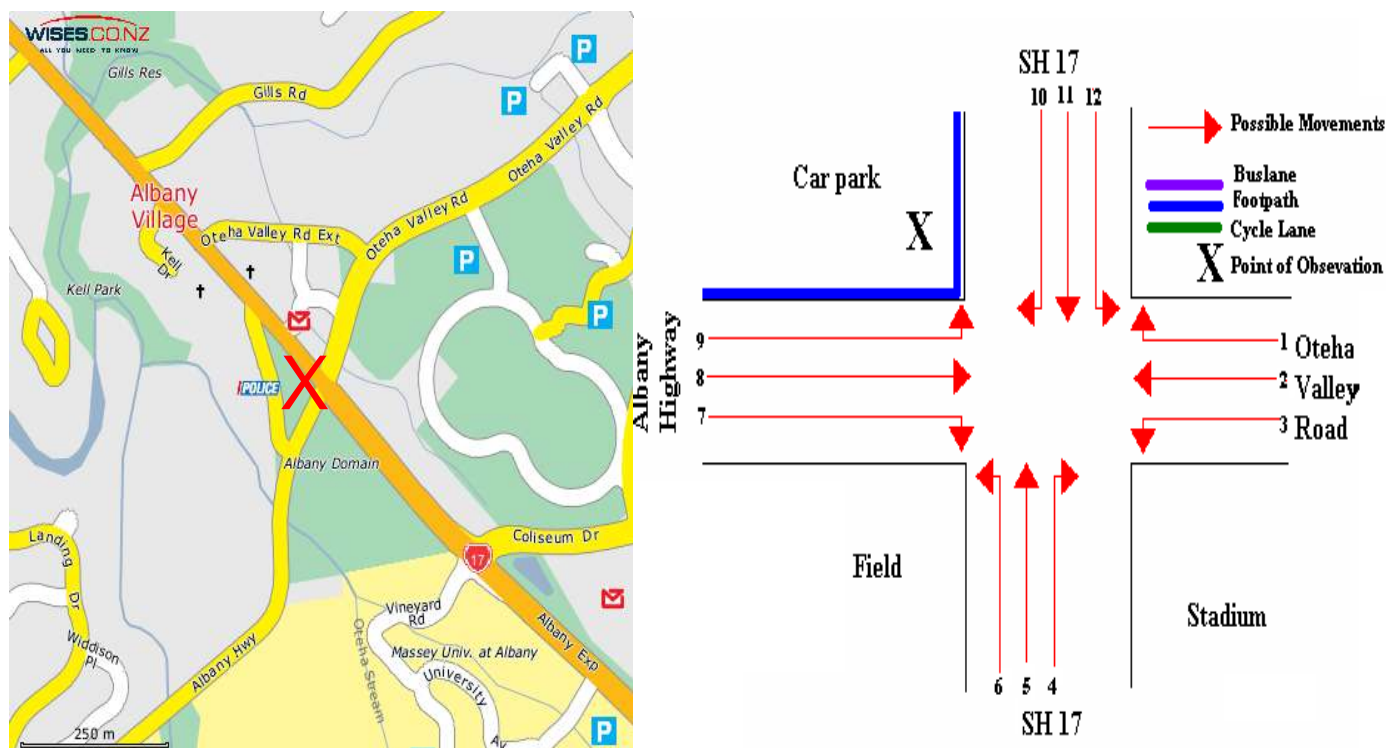 WISES.CO.NZ
ALL YOU NEED TO KNOW
Gills Res
Gills Rd
P
P
Oteha Valley Rd
Albany
Village
Oteha Valley Rd Ext
Oteha Valley Rd
Kell
Dr
P
Kell Park
P
X
POLICE
Albany Domain
Landing
Dr
Coliseum Dr
17
Widdison
Pl
Vineyard
Rd
Albany Exp
Albany Hwy
Oteha-Stream
Massey Univ. at Albany
University
P
250 m
SH 17
10 11 12
Possible Movements
Car park
Buslane
Footpath
Cycle Lane
X
X Point of Obsevation
Albany
Highway
9
8
7
1 Oteha
2 Valley
3 Road
Field
Stadium
6 5 4
SH 17